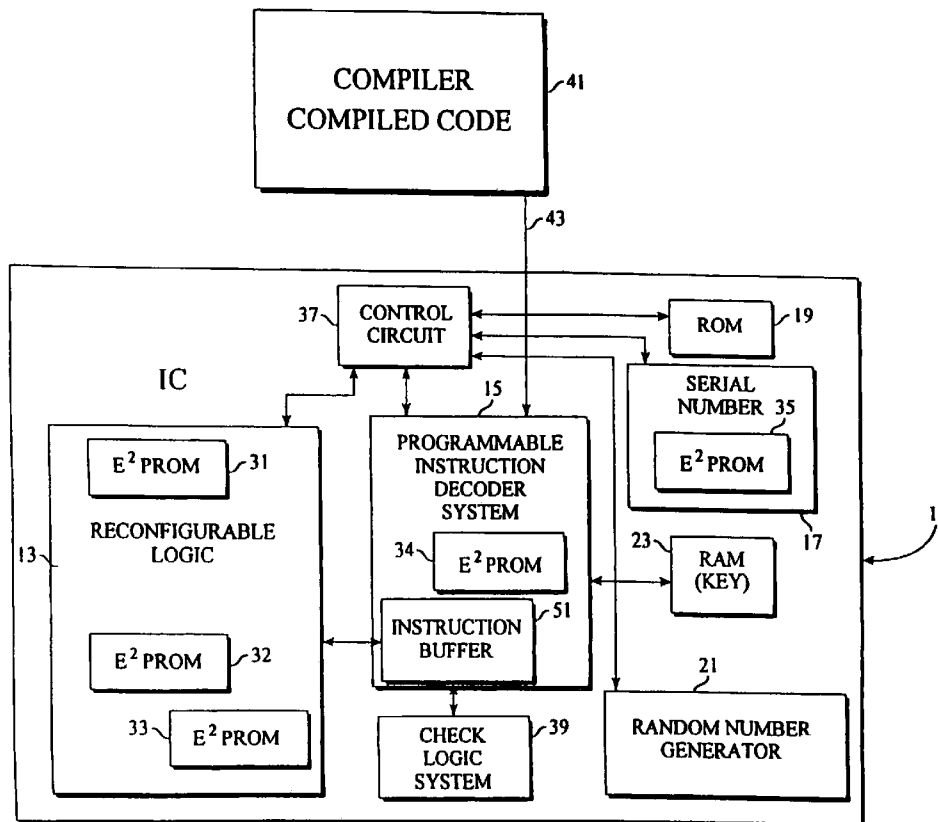 COMPILER
COMPILED CODE
41
43
37
CONTROL
CIRCUIT
ROM
19
IC
SERIAL
NUMBER
35
E² PROM
17
15
PROGRAMMABLE
INSTRUCTION
DECODER
SYSTEM
34
E² PROM
51
INSTRUCTION
BUFFER
E² PROM
31
RECONFIGURABLE
LOGIC
13
E² PROM
32
33
E² PROM
23
RAM
(KEY)
1
21
RANDOM NUMBER
GENERATOR
CHECK
LOGIC
SYSTEM
39